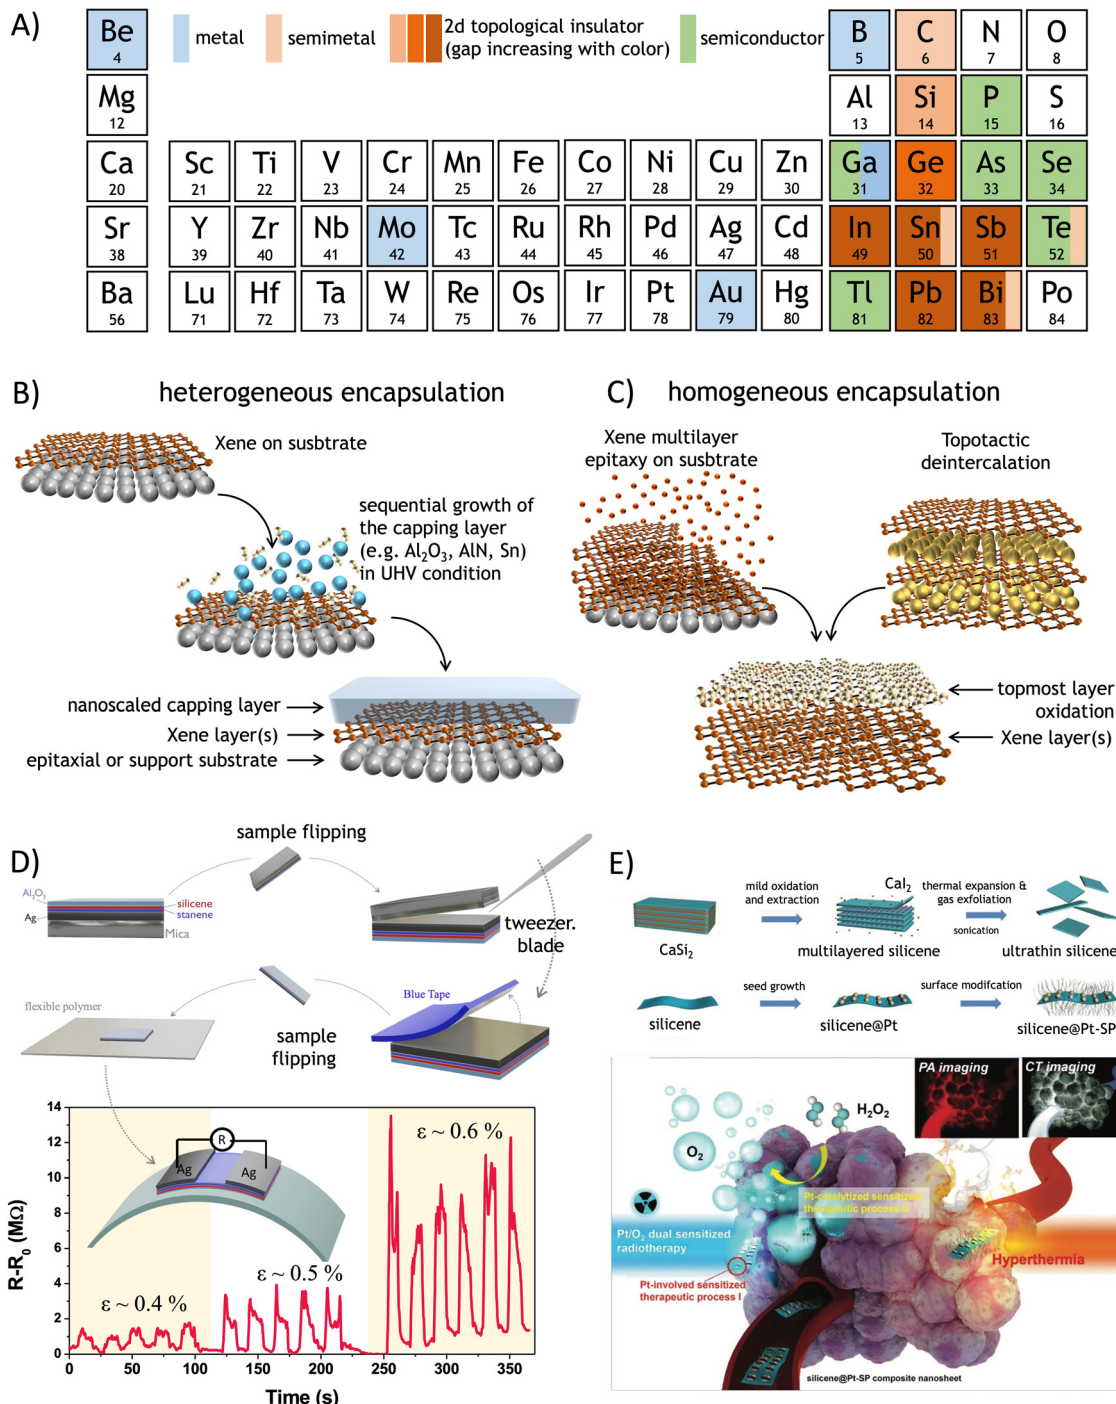 A)
metal
semimetal
2d topological insulator
(gap increasing with color)
semiconductor
Be
4
B
5
C
6
N
7
O
8
Mg
12
Al
13
Si
14
P
15
S
16
Ca
20
Sc
21
Ti
22
V
23
Cr
24
Mn
25
Fe
26
Co
27
Ni
28
Cu
29
Zn
30
Ga
31
Ge
32
As
33
Se
34
Sr
38
Y
39
Zr
40
Nb
41
Mo
42
Tc
43
Ru
44
Rh
45
Pd
46
Ag
47
Cd
48
In
49
Sn
50
Sb
51
Te
52
Ba
56
Lu
71
Hf
72
Ta
73
W
74
Re
75
Os
76
Ir
77
Pt
78
Au
79
Hg
80
Tl
81
Pb
82
Bi
83
Po
84
B)
heterogeneous encapsulation
Xene on susbtrate
sequential growth of
the capping layer
(e.g. Al₂O₃, AlN, Sn)
in UHV condition
nanoscaled capping layer
Xene layer(s)
epitaxial or support substrate
C)
homogeneous encapsulation
Xene multilayer
epitaxy on susbtrate
Topotactic
deintercalation
topmost layer
oxidation
Xene layer(s)
D)
sample flipping
Al₂O₃
silicene
stanene
Ag
Mica
tweezer.
blade
flexible polymer
sample
flipping
Blue Tape
R
Ag
Ag
ε ~ 0.4 %
ε ~ 0.5 %
ε ~ 0.6 %
R-R₀ (MΩ)
14
12
10
8
6
4
2
0
0
50
100
150
200
250
300
350
Time (s)
E)
mild oxidation
and extraction
CaI₂
thermal expansion &
gas exfoliation
sonication
CaSi₂
multilayered silicene
ultrathin silicene
seed growth
surface modifcation
silicene
silicene@Pt
silicene@Pt-SP
PA imaging
CT imaging
H₂O₂
O₂
Pt-catalytized sensitized
therapeutic process II
Pt/O₂ dual sensitized
radiotherapy
Pt-involved sensitized
therapeutic process I
Hyperthermia
silicene@Pt-SP composite nanosheet